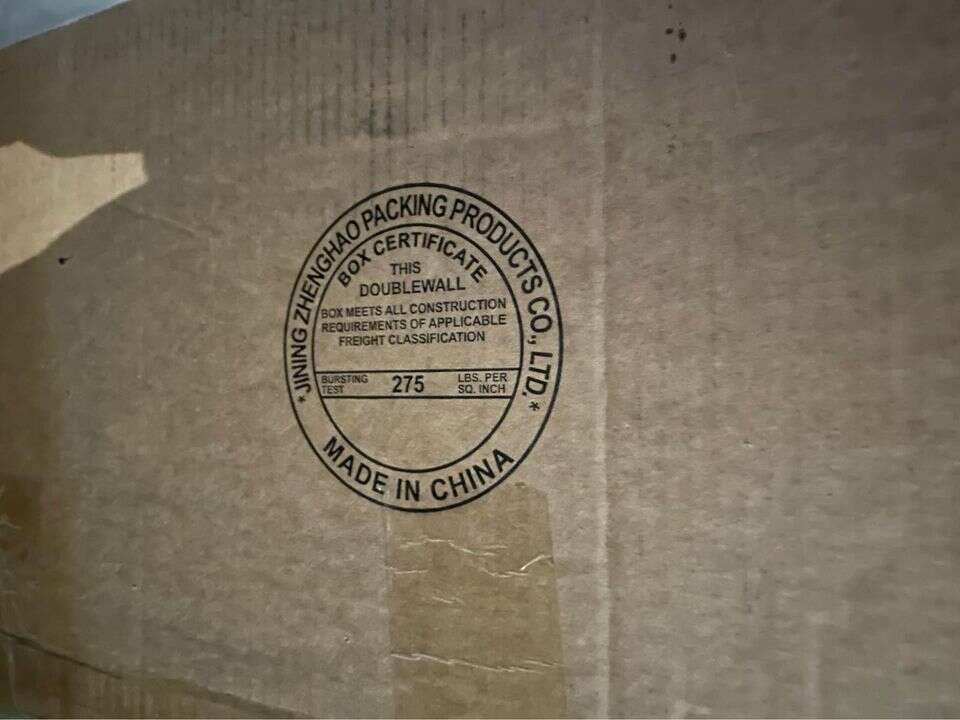 *JINING ZHENGHAO PACKING PRODUCTS CO., LTD.*
BOX CERTIFICATE
THIS
DOUBLEWALL
BOX MEETS ALL CONSTRUCTION
REQUIREMENTS OF APPLICABLE
FREIGHT CLASSIFICATION
BURSTING TEST 275 LBS. PER SQ. INCH
MADE IN CHINA